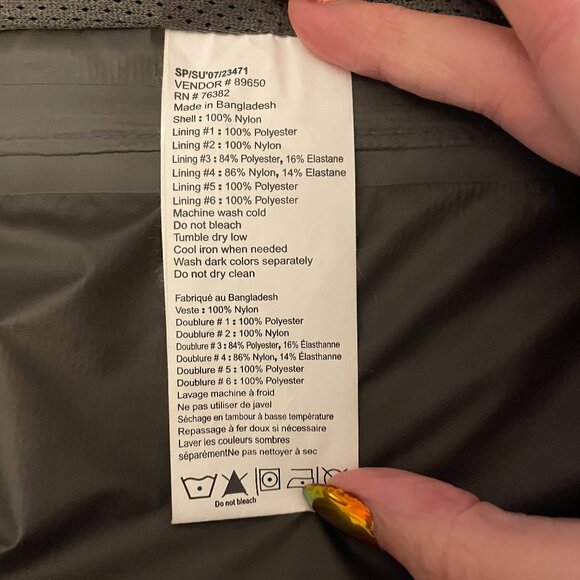 SP/SU'07/23471
VENDOR # 89650
RN # 76382
Made in Bangladesh
Shell : 100% Nylon
Lining #1 : 100% Polyester
Lining #2 : 100% Nylon
Lining #3 : 84% Polyester, 16% Elastane
Lining #4 : 86% Nylon, 14% Elastane
Lining #5 : 100% Polyester
Lining #6 : 100% Polyester
Machine wash cold
Do not bleach
Tumble dry low
Cool iron when needed
Wash dark colors separately
Do not dry clean
Fabriqué au Bangladesh
Veste : 100% Nylon
Doublure # 1 : 100% Polyester
Doublure # 2 : 100% Nylon
Doublure # 3 : 84% Polyester, 16% Élasthanne
Doublure # 4 : 86% Nylon, 14% Élasthanne
Doublure # 5 : 100% Polyester
Doublure # 6 : 100% Polyester
Lavage machine à froid
Ne pas utiliser de javel
Séchage en tambour à basse température
Repassage à fer doux si nécessaire
Laver les couleurs sombres
séparémentNe pas nettoyer à sec
Do not bleach